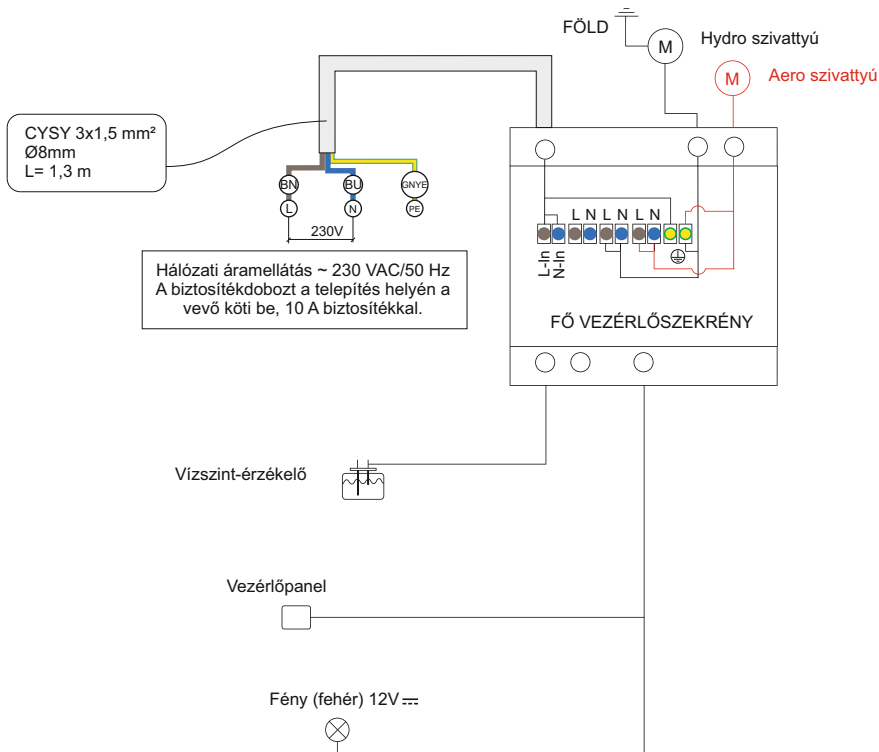 FÖLD
M
Hydro szivattyú
M
Aero szivattyú
CYSY 3x1,5 mm²
Ø8mm
L= 1,3 m
BN
BU
GNYE
L
N
PE
230V
L N L N L N
L-In
N-In
Hálózati áramellátás ~ 230 VAC/50 Hz
A biztosítékdobozt a telepítés helyén a
vevő köti be, 10 A biztosítékkal.
FŐ VEZÉRLŐSZEKRÉNY
Vízszint-érzékelő
Vezérlőpanel
Fény (fehér) 12V